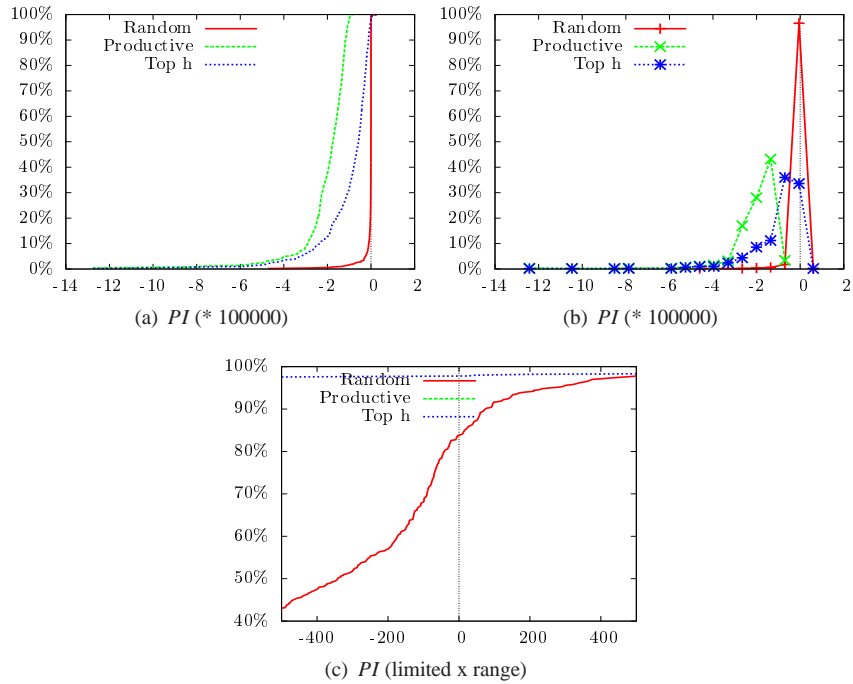 100%
90%
80%
70%
60%
50%
40%
30%
20%
10%
0%
Random
Productive
Top h
-14 -12 -10 -8 -6 -4 -2 0 2
(a) PI (* 100000)
100%
90%
80%
70%
60%
50%
40%
30%
20%
10%
0%
Random
Productive
Top h
-14 -12 -10 -8 -6 -4 -2 0 2
(b) PI (* 100000)
100%
90%
80%
70%
60%
50%
40%
Random
Productive
Top h
-400 -200 0 200 400
(c) PI (limited x range)